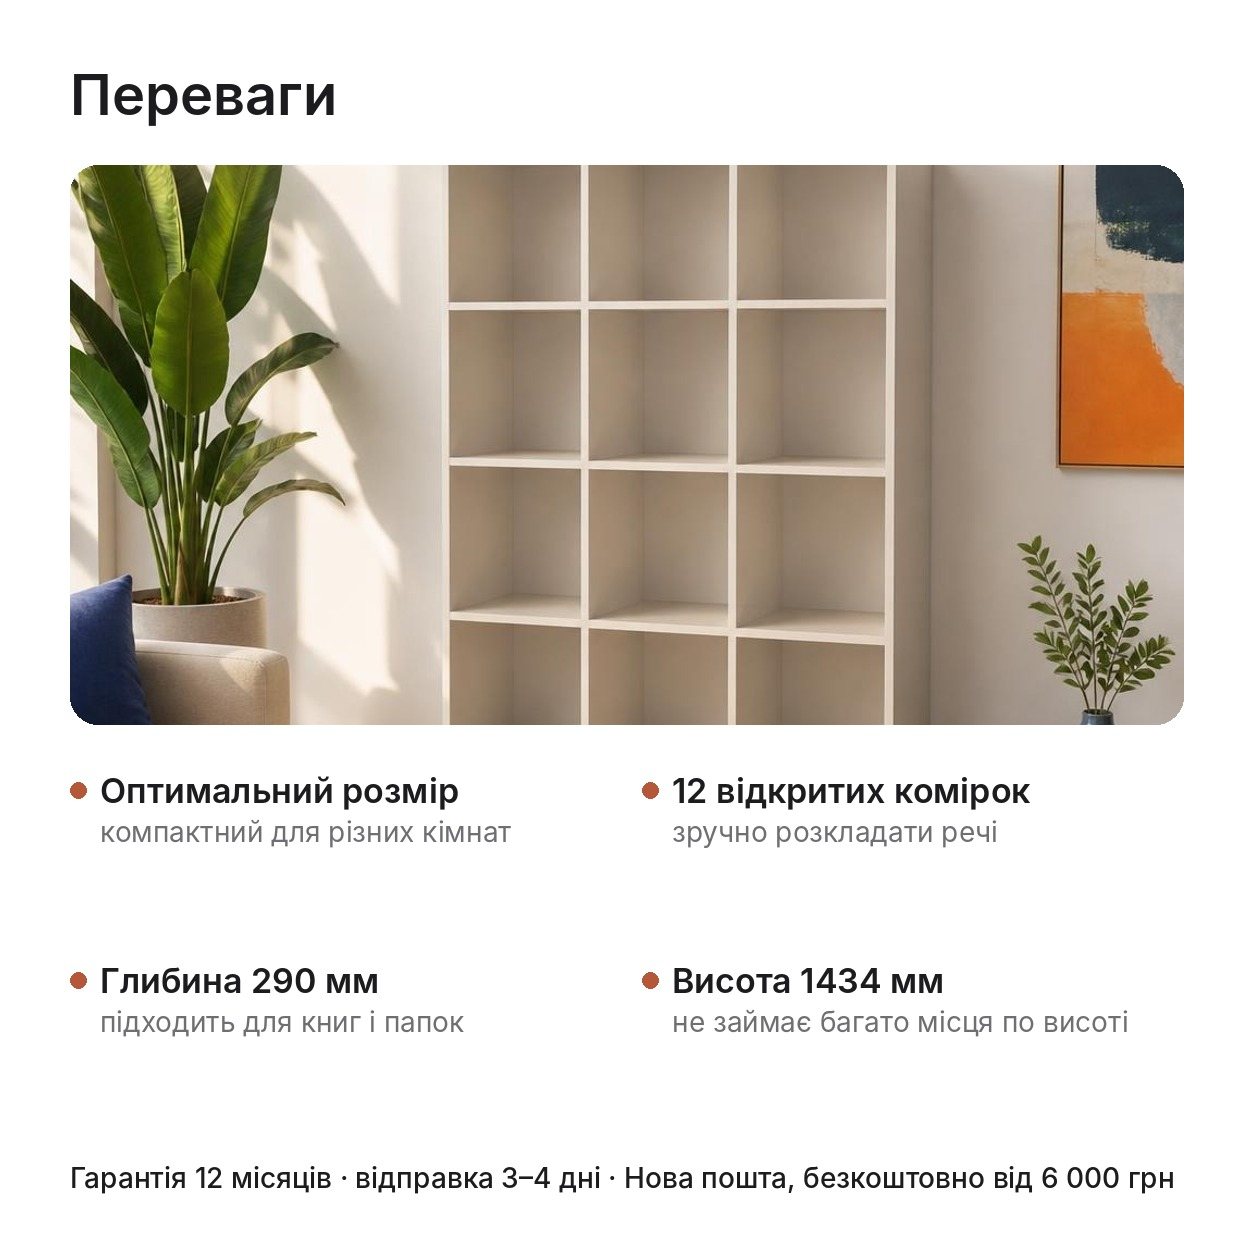 Переваги
Оптимальний розмір
компактний для різних кімнат
12 відкритих комірок
зручно розкладати речі
Глибина 290 мм
підходить для книг і папок
Висота 1434 мм
не займає багато місця по висоті
Гарантія 12 місяців · відправка 3–4 дні · Нова пошта, безкоштовно від 6 000 грн